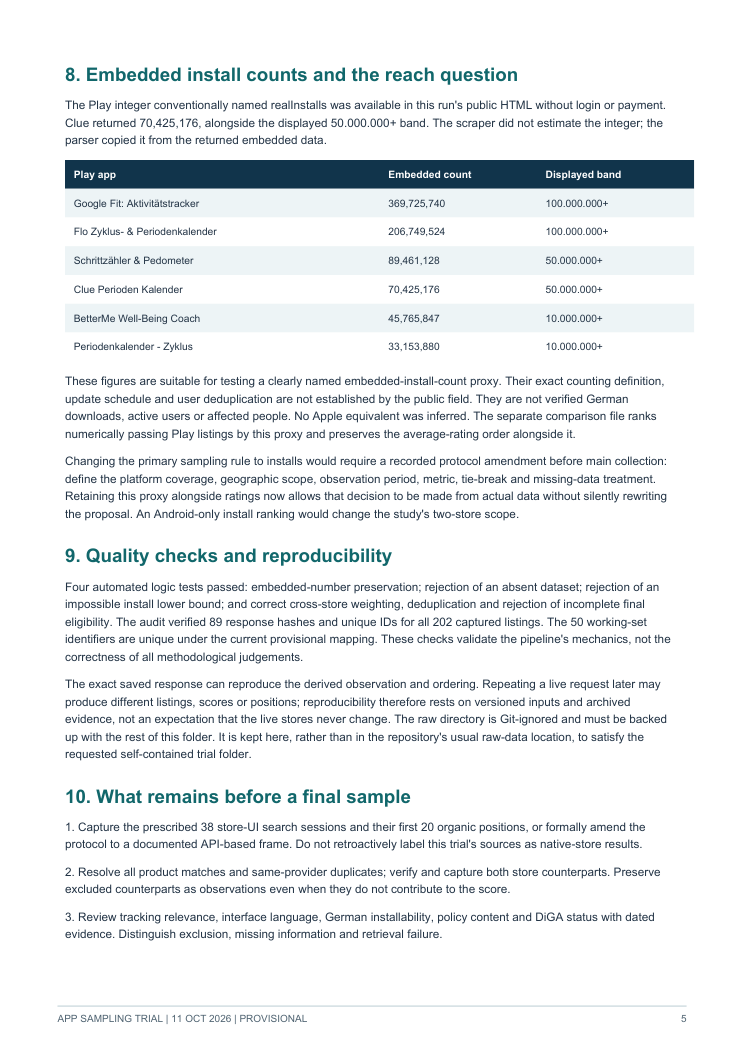 8. Embedded install counts and the reach question
The Play integer conventionally named realInstalls was available in this run's public HTML without login or payment.
Clue returned 70,425,176, alongside the displayed 50.000.000+ band. The scraper did not estimate the integer; the
parser copied it from the returned embedded data.
Play app Embedded count Displayed band
Google Fit: Aktivitätstracker 369,725,740 100.000.000+
Flo Zyklus- & Periodenkalender 206,749,524 100.000.000+
Schrittzähler & Pedometer 89,461,128 50.000.000+
Clue Perioden Kalender 70,425,176 50.000.000+
BetterMe Well-Being Coach 45,765,847 10.000.000+
Periodenkalender - Zyklus 33,153,880 10.000.000+
These figures are suitable for testing a clearly named embedded-install-count proxy. Their exact counting definition,
update schedule and user deduplication are not established by the public field. They are not verified German
downloads, active users or affected people. No Apple equivalent was inferred. The separate comparison file ranks
numerically passing Play listings by this proxy and preserves the average-rating order alongside it.
Changing the primary sampling rule to installs would require a recorded protocol amendment before main collection:
define the platform coverage, geographic scope, observation period, metric, tie-break and missing-data treatment.
Retaining this proxy alongside ratings now allows that decision to be made from actual data without silently rewriting
the proposal. An Android-only install ranking would change the study's two-store scope.
9. Quality checks and reproducibility
Four automated logic tests passed: embedded-number preservation; rejection of an absent dataset; rejection of an
impossible install lower bound; and correct cross-store weighting, deduplication and rejection of incomplete final
eligibility. The audit verified 89 response hashes and unique IDs for all 202 captured listings. The 50 working-set
identifiers are unique under the current provisional mapping. These checks validate the pipeline's mechanics, not the
correctness of all methodological judgements.
The exact saved response can reproduce the derived observation and ordering. Repeating a live request later may
produce different listings, scores or positions; reproducibility therefore rests on versioned inputs and archived
evidence, not an expectation that the live stores never change. The raw directory is Git-ignored and must be backed
up with the rest of this folder. It is kept here, rather than in the repository's usual raw-data location, to satisfy the
requested self-contained trial folder.
10. What remains before a final sample
1. Capture the prescribed 38 store-UI search sessions and their first 20 organic positions, or formally amend the
protocol to a documented API-based frame. Do not retroactively label this trial's sources as native-store results.
2. Resolve all product matches and same-provider duplicates; verify and capture both store counterparts. Preserve
excluded counterparts as observations even when they do not contribute to the score.
3. Review tracking relevance, interface language, German installability, policy content and DiGA status with dated
evidence. Distinguish exclusion, missing information and retrieval failure.
APP SAMPLING TRIAL | 11 OCT 2026 | PROVISIONAL 5